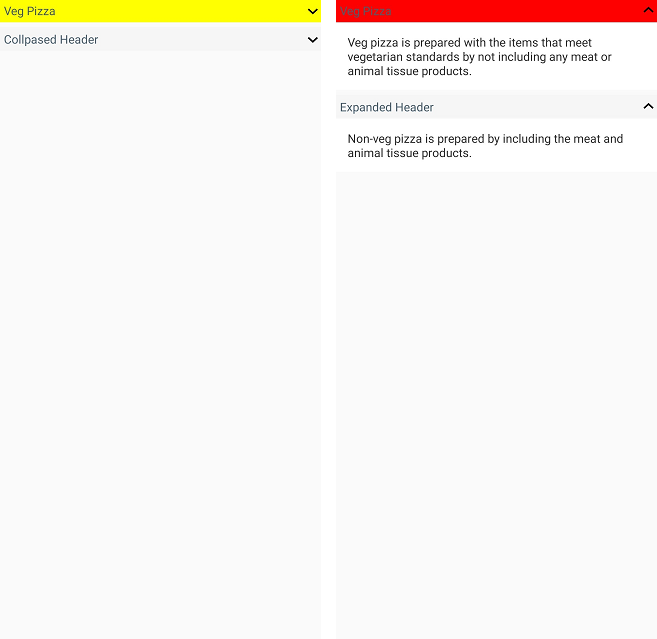 Veg Pizza
Collpased Header
Veg Pizza
Veg pizza is prepared with the items that meet
vegetarian standards by not including any meat or
animal tissue products.
Expanded Header
Non-veg pizza is prepared by including the meat and
animal tissue products.